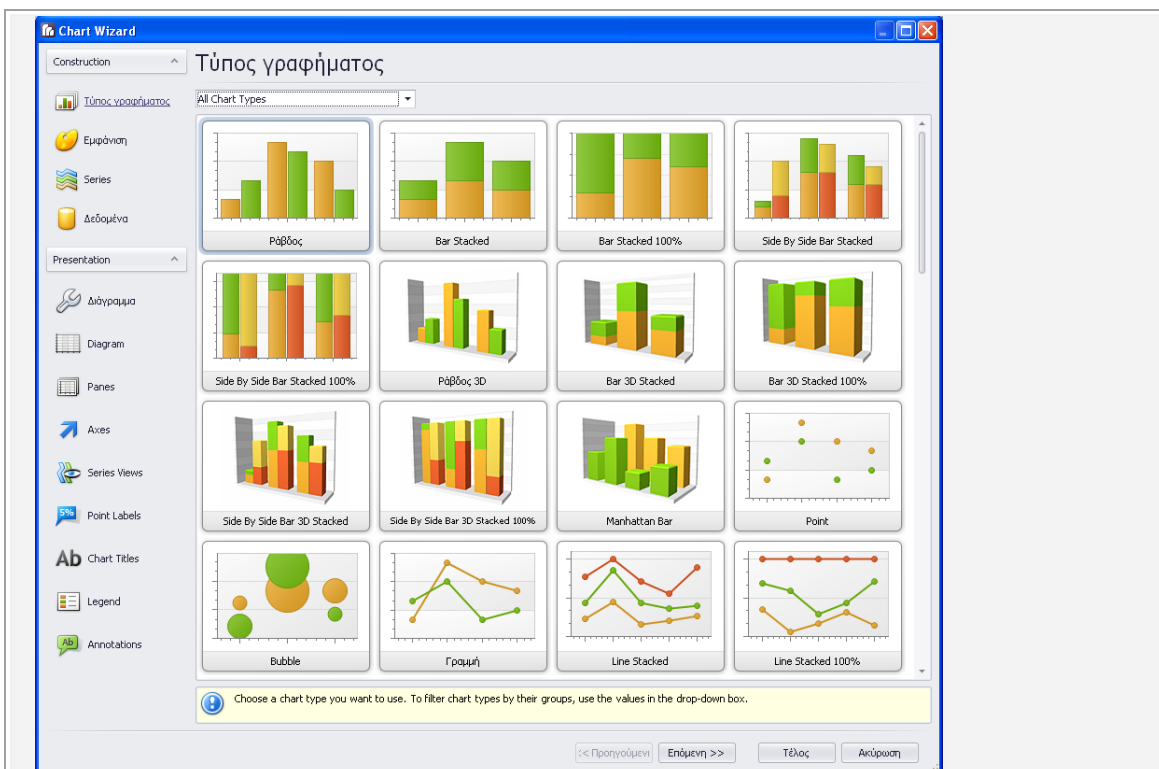 Chart Wizard
Construction
Τύπος γραφήματος
Εμφάνιση
Series
Δεδομένα
Presentation
Διάγραμμα
Diagram
Panes
Axes
Series Views
5%
Point Labels
Ab Chart Titles
Legend
Ab
Annotations
Τύπος γραφήματος
All Chart Types
Ράβδος
Bar Stacked
Bar Stacked 100%
Side By Side Bar Stacked
Side By Side Bar Stacked 100%
Ράβδος 3D
Bar 3D Stacked
Bar 3D Stacked 100%
Side By Side Bar 3D Stacked
Side By Side Bar 3D Stacked 100%
Manhattan Bar
Point
Bubble
Γραμμή
Line Stacked
Line Stacked 100%
Choose a chart type you want to use. To filter chart types by their groups, use the values in the drop-down box.
< Προηγούμενι
Επόμενη >>
Τέλος
Ακύρωση